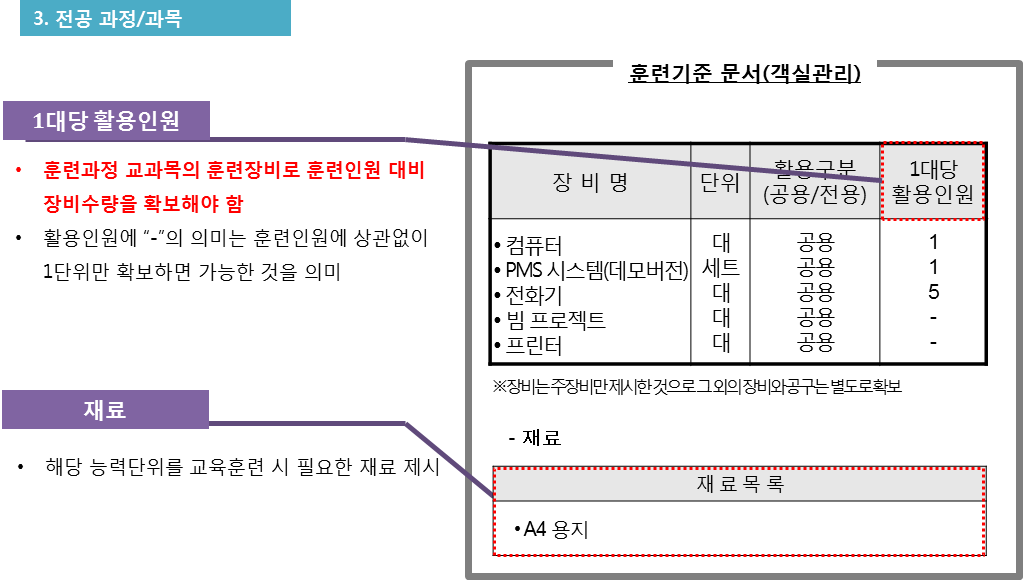 3. 전공 과정/과목
훈련기준 문서(객실관리)
1대당 활용인원
• 훈련과정 교과목의 훈련장비로 훈련인원 대비
장비수량을 확보해야 함
• 활용인원에 “-”의 의미는 훈련인원에 상관없이
1단위만 확보하면 가능한 것을 의미
장 비 명 단위 활용구분 (공용/전용) 1대당 활용인원
• 컴퓨터 대 공용 1
• PMS 시스템(데모버전) 세트 공용 1
• 전화기 대 공용 5
• 빔 프로젝트 대 공용 -
• 프린터 대 공용 -
※장비는 주장비만 제시한 것으로 그 외의 장비와 공구는 별도로 확보
재료
• 해당 능력단위를 교육훈련 시 필요한 재료 제시
- 재료
재 료 목 록
• A4 용지